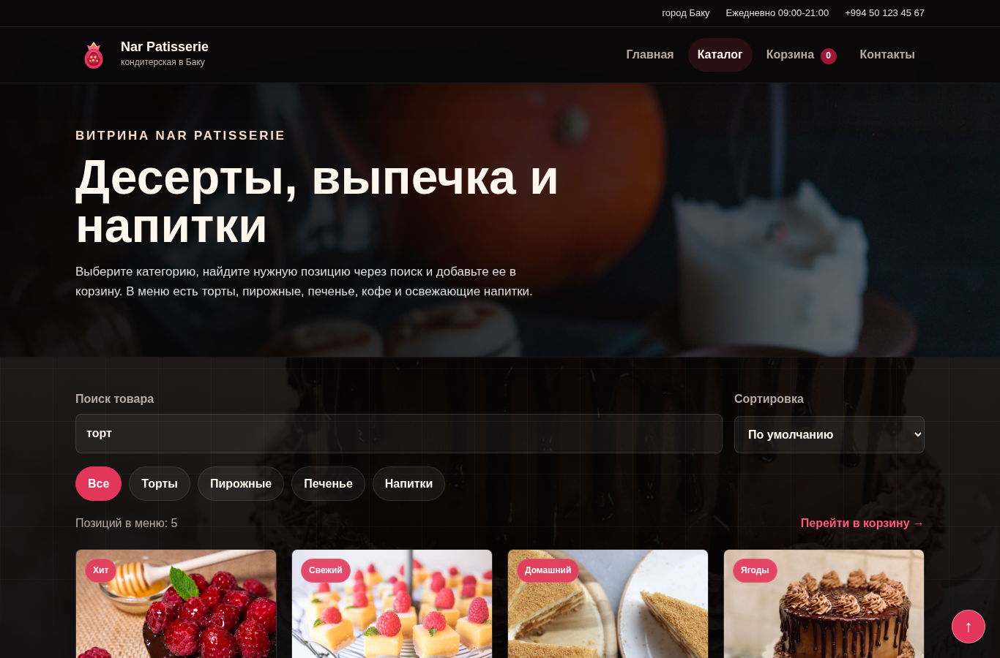 город Баку Ежедневно 09:00-21:00 +994 50 123 45 67
Nar Patisserie
кондитерская в Баку
Главная Каталог Корзина 0 Контакты
ВИТРИНА NAR PATISSERIE
Десерты, выпечка и
напитки
Выберите категорию, найдите нужную позицию через поиск и добавьте ее в
корзину. В меню есть торты, пирожные, печенье, кофе и освежающие напитки.
Поиск товара Сортировка
торт По умолчанию
Все Торты Пирожные Печенье Напитки
Позиций в меню: 5 Перейти в корзину →
Хит Свежий Домашний Ягоды
↑